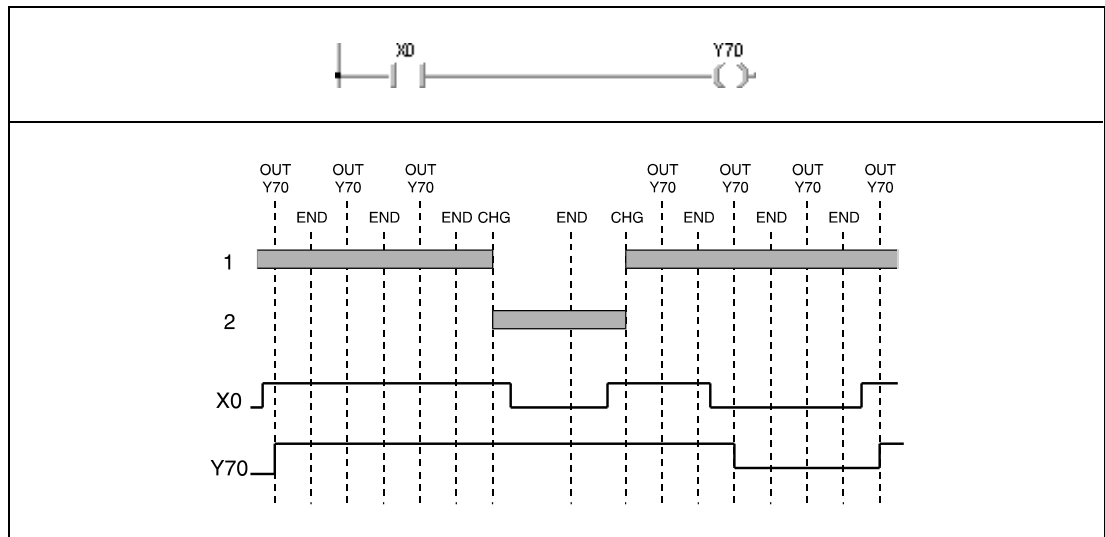 X0 Y70
OUT OUT OUT OUT OUT OUT OUT
Y70 Y70 Y70 Y70 Y70 Y70 Y70
END END END CHG END CHG END END END
1
2
X0
Y70